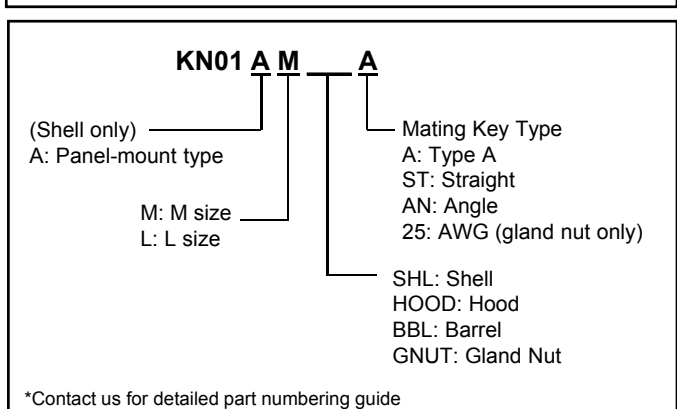 KN01 A M ___ A
(Shell only)
A: Panel-mount type
M: M size
L: L size
Mating Key Type
A: Type A
ST: Straight
AN: Angle
25: AWG (gland nut only)
SHL: Shell
HOOD: Hood
BBL: Barrel
GNUT: Gland Nut
*Contact us for detailed part numbering guide